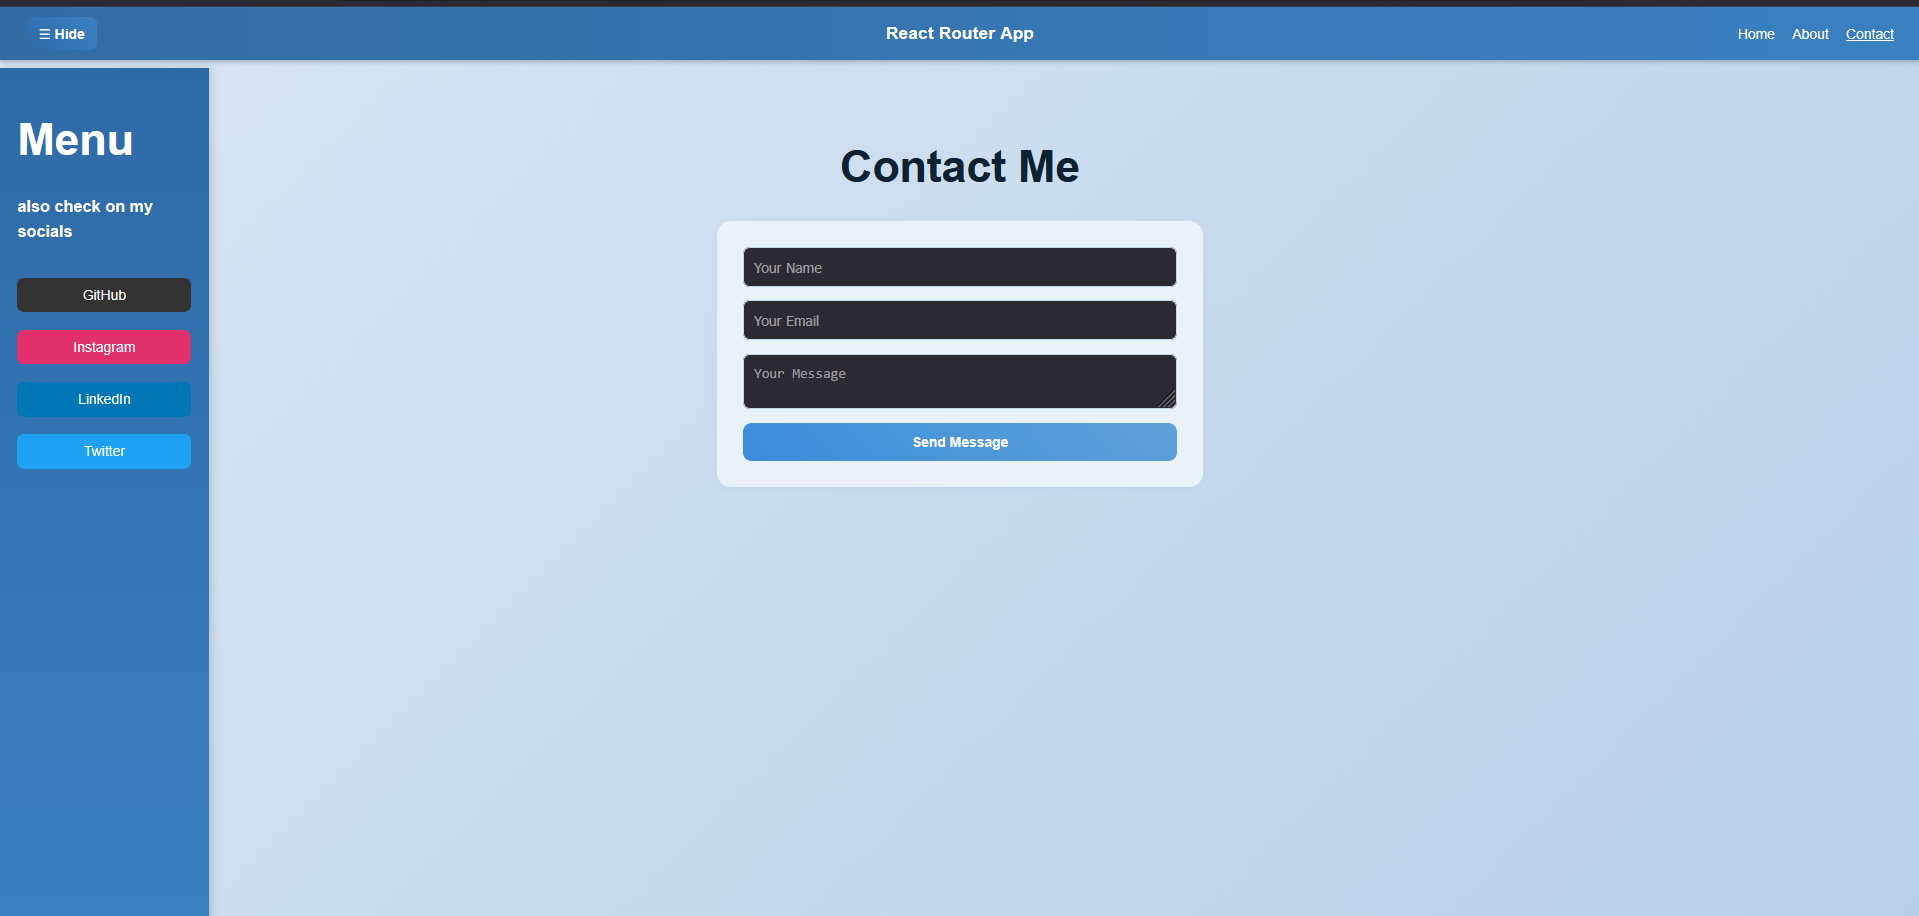 ☰ Hide
React Router App
Home About Contact
Menu
also check on my
socials
GitHub
Instagram
LinkedIn
Twitter
Contact Me
Your Name
Your Email
Your Message
Send Message